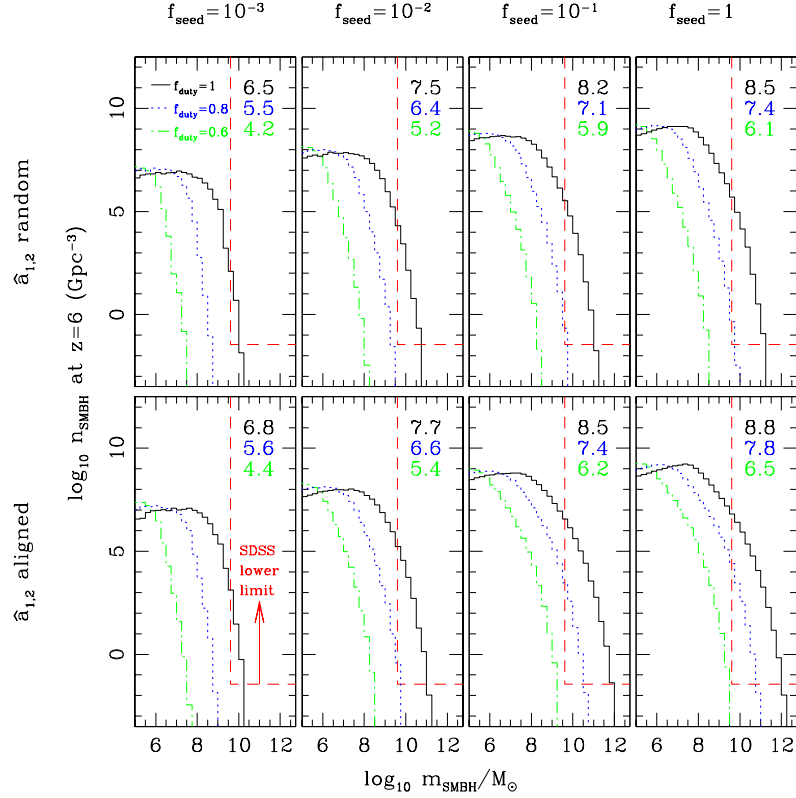 f_seed=10⁻³ f_seed=10⁻² f_seed=10⁻¹ f_seed=1
f_duty=1 6.5 7.5 8.2 8.5
f_duty=0.8 5.5 6.4 7.1 7.4
f_duty=0.6 4.2 5.2 5.9 6.1
10
5
0
â₁,₂ random
log₁₀ n_SMBH at z=6 (Gpc⁻³)
6.8 7.7 8.5 8.8
5.6 6.6 7.4 7.8
4.4 5.4 6.2 6.5
10
5
0
â₁,₂ aligned
SDSS
lower
limit
6 8 10 12 6 8 10 12 6 8 10 12 6 8 10 12
log₁₀ m_SMBH/M_⊙